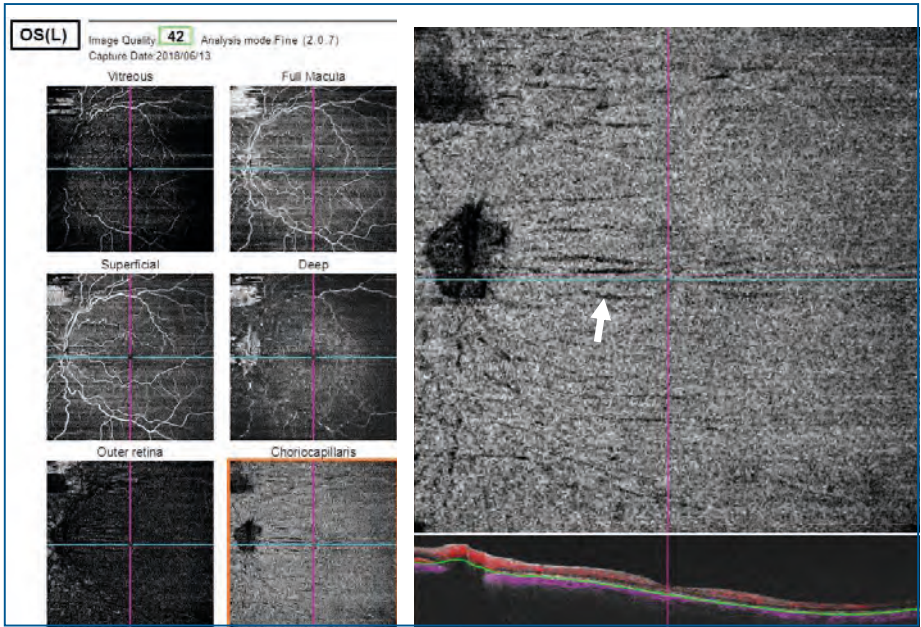 OS(L)
Image Quality: 42 Analysis mode:Fine (2.0.7)
Capture Date:2018/06/13
Vitreous Full Macula
Superficial Deep
Outer retina Choriocapillaris